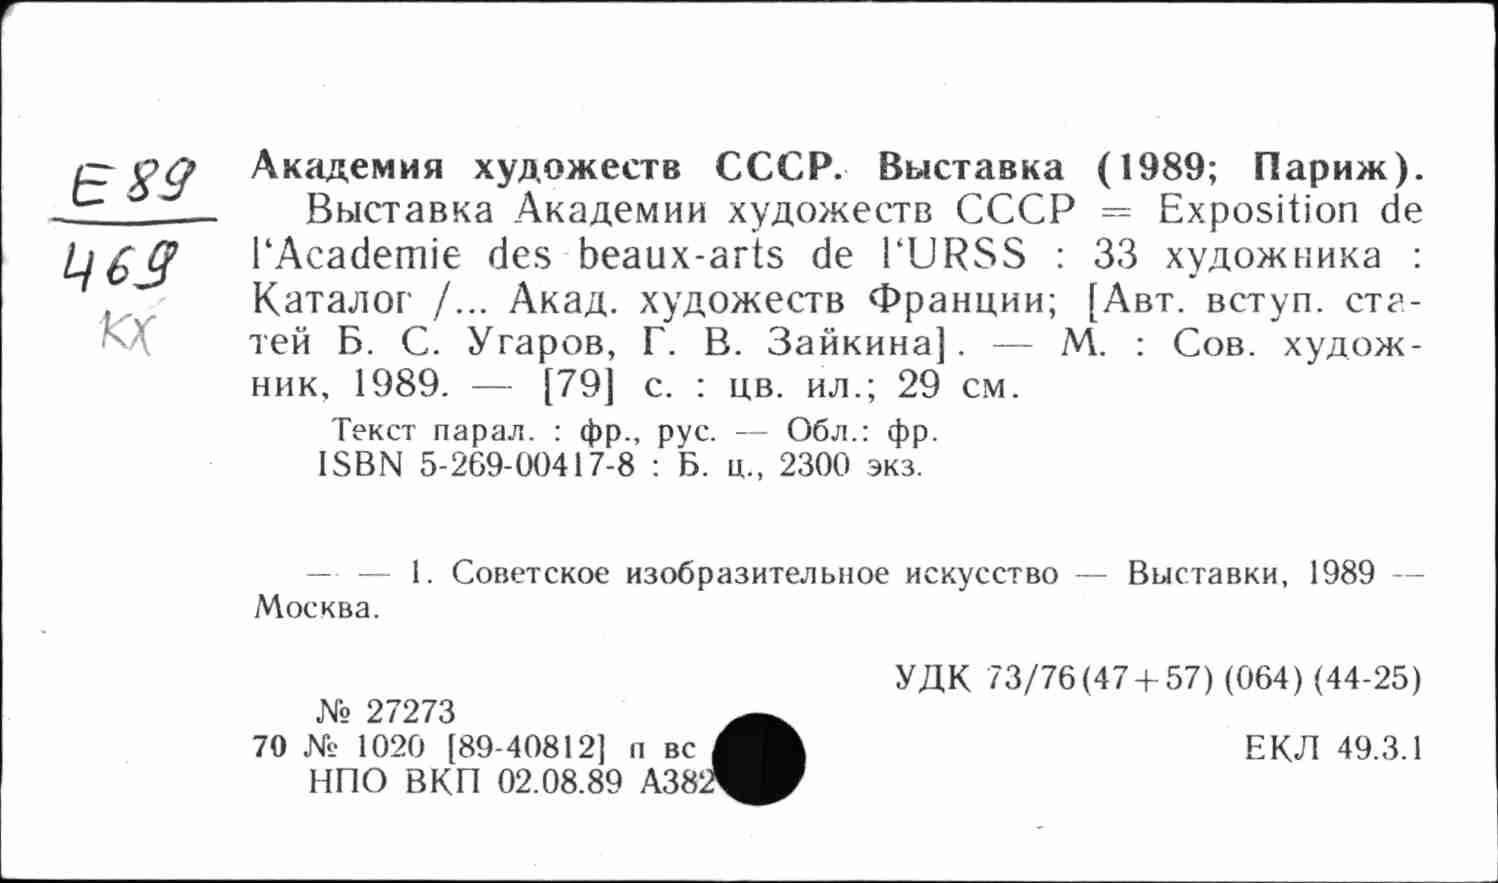 Е89
469
КХ
Академия художеств СССР. Выставка (1989; Париж).
Выставка Академии художеств СССР = Exposition de
l‘Academie des beaux-arts de l‘URSS : 33 художника :
Каталог /... Акад. художеств Франции; [Авт. вступ. ста-
тей Б. С. Угаров, Г. В. Зайкина]. — М. : Сов. худож-
ник, 1989. — [79] с. : цв. ил.; 29 см.
Текст парал. : фр., рус. — Обл.: фр.
ISBN 5-269-00417-8 : Б. ц., 2300 экз.
— — 1. Советское изобразительное искусство — Выставки, 1989 —
Москва.
УДК 73/76(47+57) (064) (44-25)
№ 27273
70 № 1020 [89-40812] п вс
ЕКЛ 49.3.1
НПО ВКП 02.08.89 А382